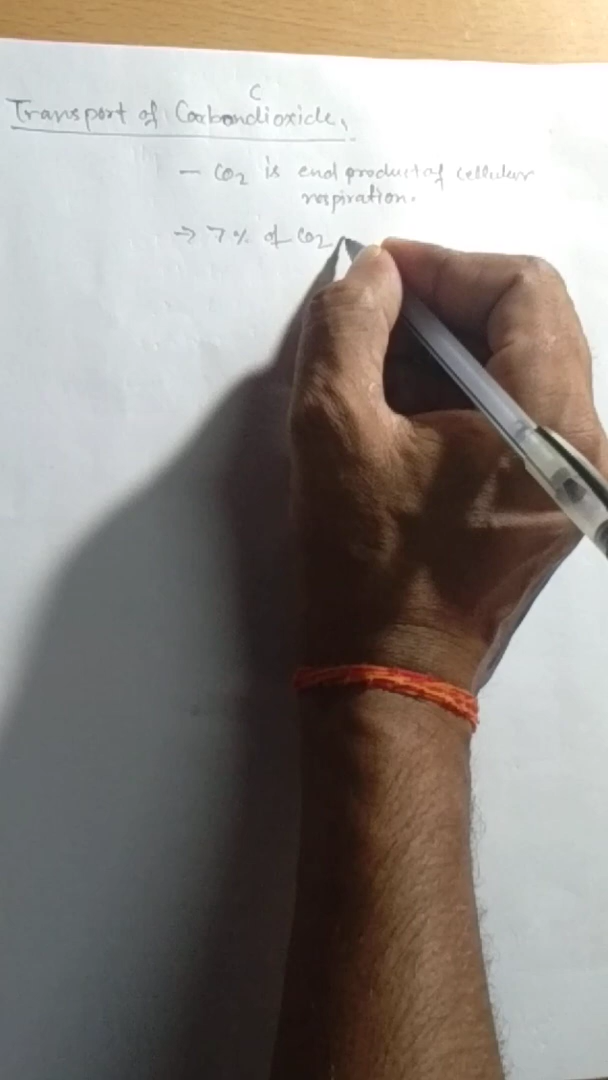 C
Transport of Carbondioxide,
- CO2 is end product of cellular
respiration.
→ 7% of CO2